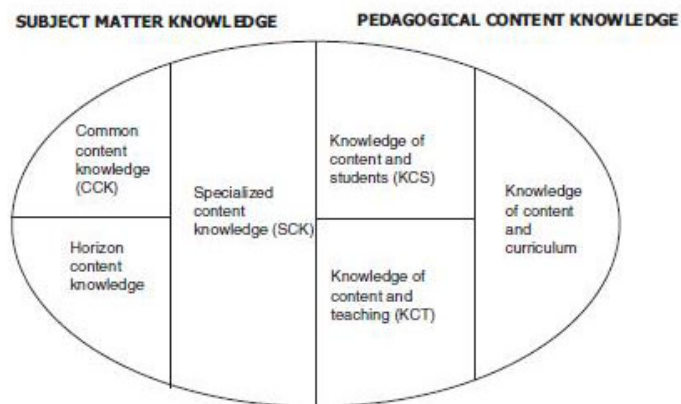 SUBJECT MATTER KNOWLEDGE
PEDAGOGICAL CONTENT KNOWLEDGE
Common
content
knowledge
(CCK)
Horizon
content
knowledge
Specialized
content
knowledge (SCK)
Knowledge of
content and
students (KCS)
Knowledge of
content and
teaching (KCT)
Knowledge
of content
and
curriculum